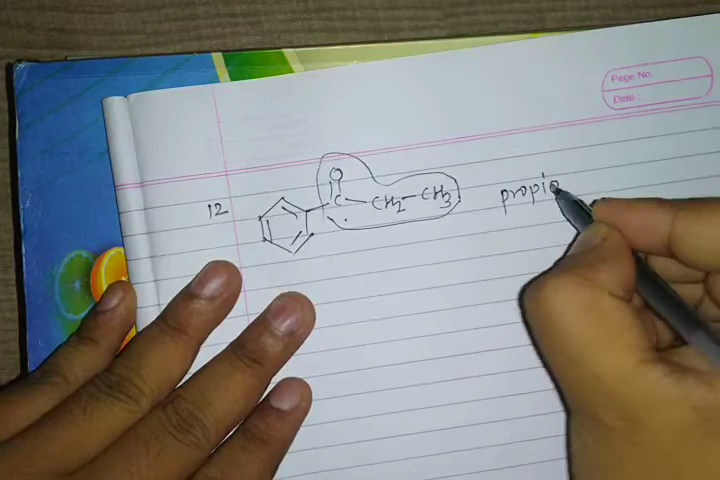 Page No.
Date :
O
12
C
CH2
CH3
propio